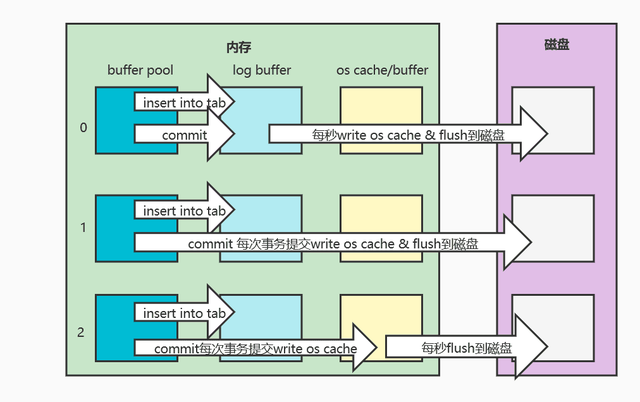 内存
磁盘
buffer pool
log buffer
os cache/buffer
0
insert into tab
commit
每秒write os cache & flush到磁盘
1
insert into tab
commit 每次事务提交write os cache & flush到磁盘
2
insert into tab
commit每次事务提交write os cache
每秒flush到磁盘